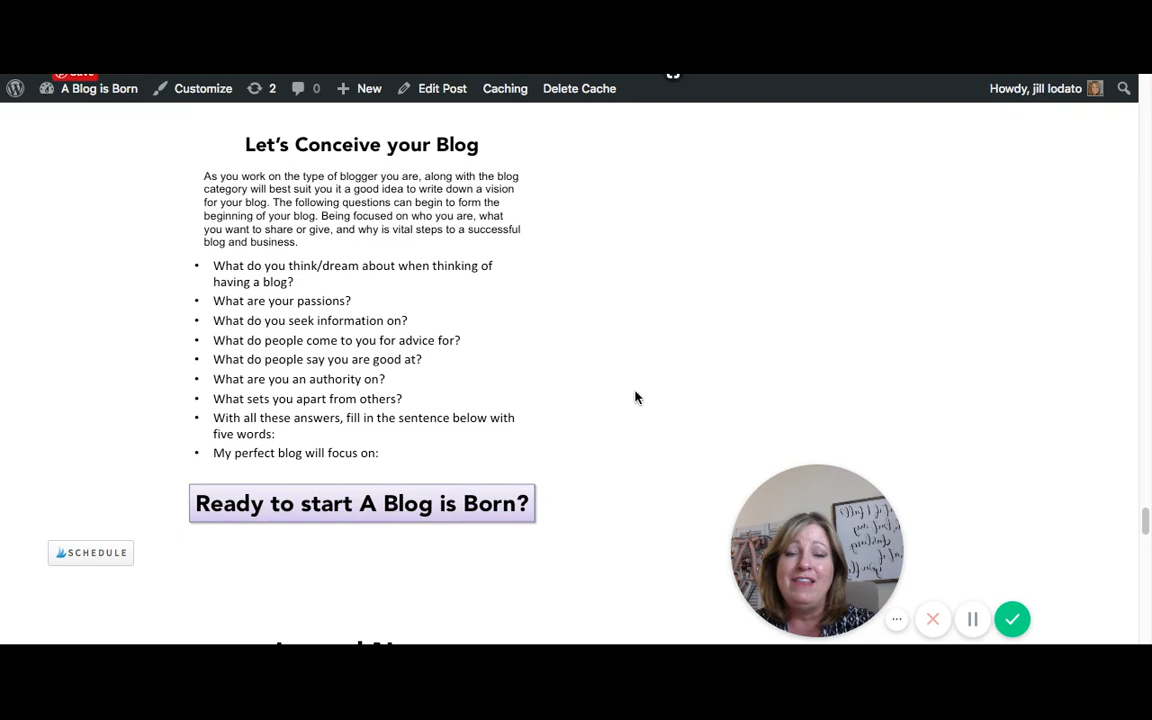 Save
A Blog is Born Customize 2 0 New Edit Post Caching Delete Cache Howdy, jill lodato
Let's Conceive your Blog
As you work on the type of blogger you are, along with the blog
category will best suit you it a good idea to write down a vision
for your blog. The following questions can begin to form the
beginning of your blog. Being focused on who you are, what
you want to share or give, and why is vital steps to a successful
blog and business.
• What do you think/dream about when thinking of
having a blog?
• What are your passions?
• What do you seek information on?
• What do people come to you for advice for?
• What do people say you are good at?
• What are you an authority on?
• What sets you apart from others?
• With all these answers, fill in the sentence below with
five words:
• My perfect blog will focus on:
Ready to start A Blog is Born?
SCHEDULE